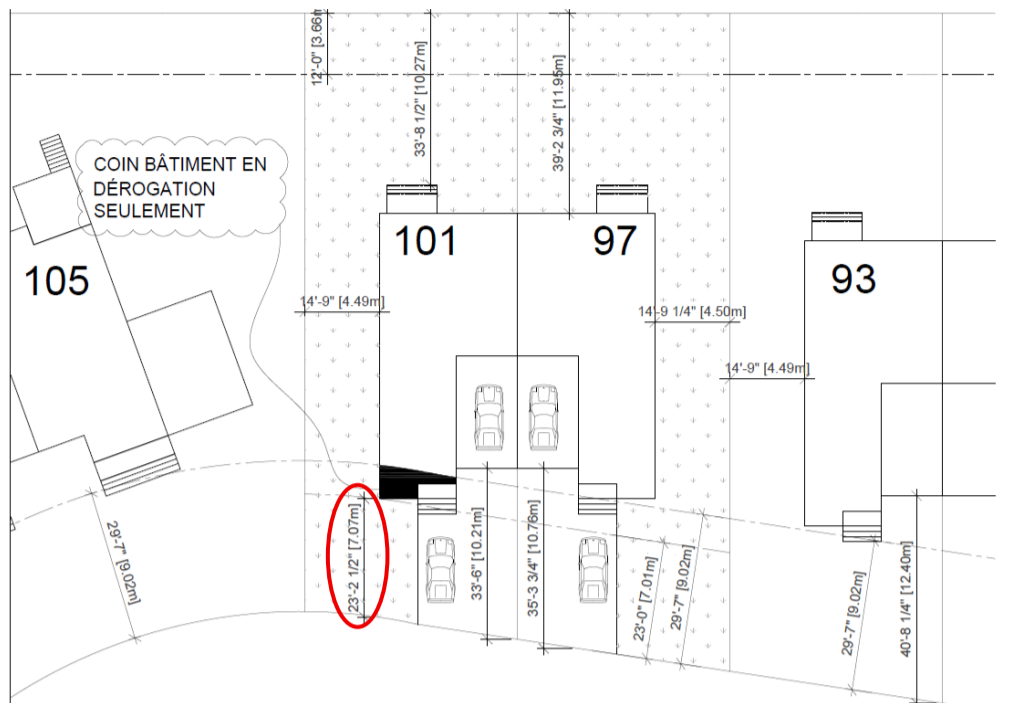 12'-0" [3.66m]
33'-8 1/2" [10.27m]
39'-2 3/4" [11.95m]
COIN BÂTIMENT EN
DÉROGATION
SEULEMENT
101
97
105
93
14'-9" [4.49m]
14'-9 1/4" [4.50m]
14'-9" [4.49m]
29'-7" [9.02m]
23'-2 1/2" [7.07m]
33'-6" [10.21m]
35'-3 3/4" [10.76m]
23'-0" [7.01m]
29'-7" [9.02m]
29'-7" [9.02m]
40'-8 1/4" [12.40m]